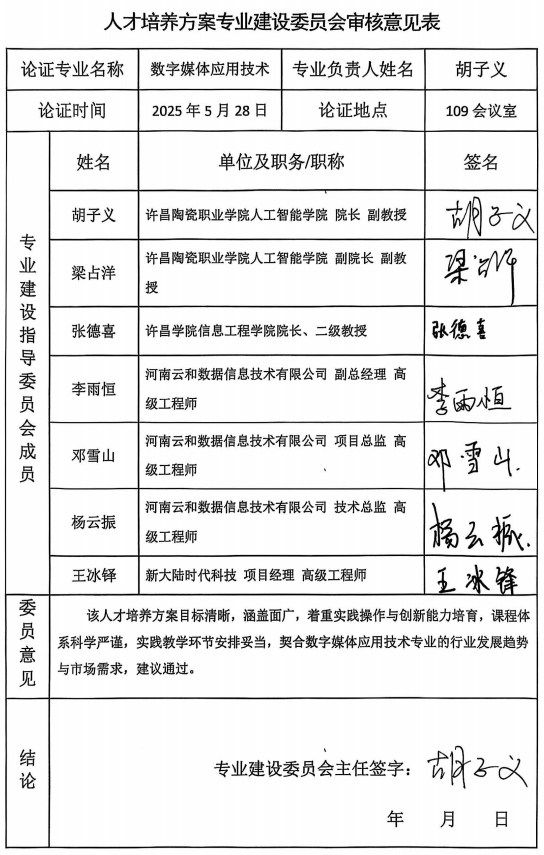 人才培养方案专业建设委员会审核意见表
论证专业名称 数字媒体应用技术 专业负责人姓名 胡子义
论证时间 2025 年 5 月 28 日 论证地点 109 会议室
专业建设指导委员会成员
姓名 单位及职务/职称 签名
胡子义 许昌陶瓷职业学院人工智能学院 院长 副教授 胡子义
梁占洋 许昌陶瓷职业学院人工智能学院 副院长 副教
授 梁占洋
张德喜 许昌学院信息工程学院院长、二级教授 张德喜
李雨恒 河南云和数据信息技术有限公司 副总经理 高
级工程师 李雨恒
邓雪山 河南云和数据信息技术有限公司 项目总监 高
级工程师 邓雪山
杨云振 河南云和数据信息技术有限公司 技术总监 高
级工程师 杨云振
王冰铎 新大陆时代科技 项目经理 高级工程师 王冰锋
委员意见
该人才培养方案目标清晰，涵盖面广，着重实践操作与创新能力培育，课程体
系科学严谨，实践教学环节安排妥当，契合数字媒体应用技术专业的行业发展趋势
与市场需求，建议通过。
结论
专业建设委员会主任签字：胡子义
年 月 日